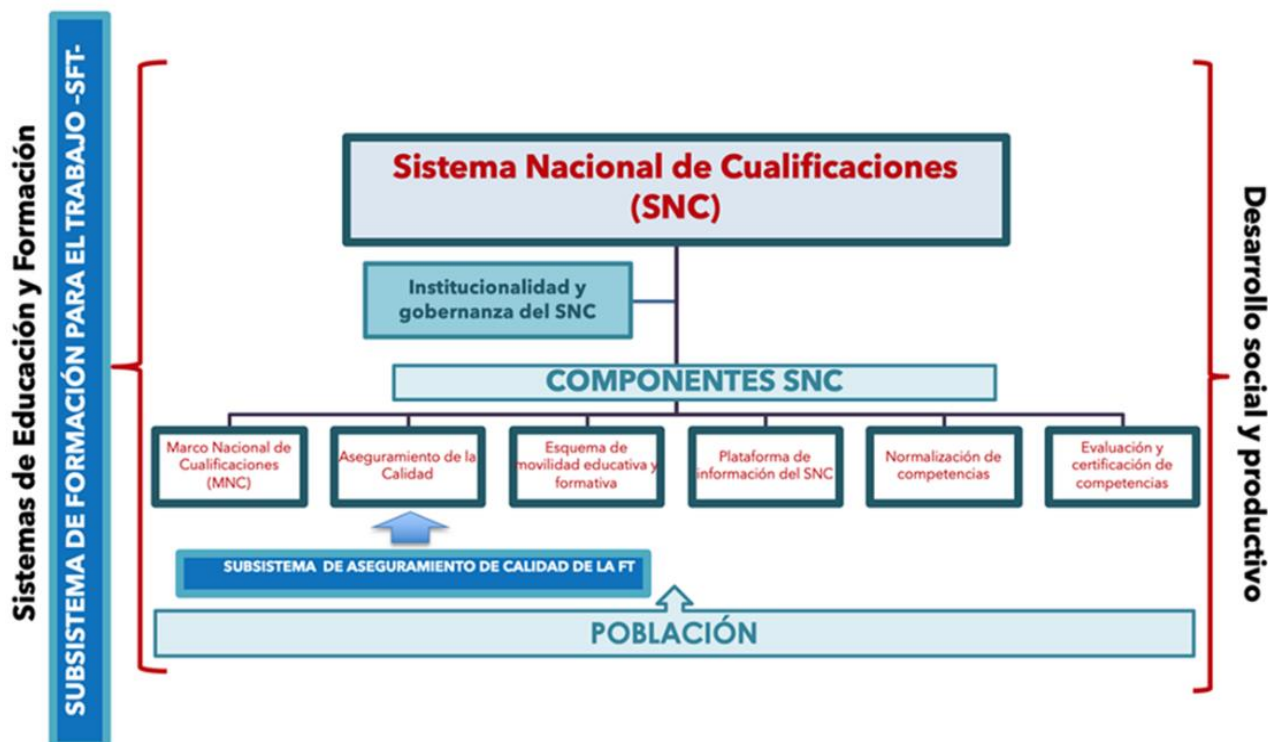 Sistemas de Educación y Formación
SUBSISTEMA DE FORMACIÓN PARA EL TRABAJO -SFT-
Sistema Nacional de Cualificaciones
(SNC)
Institucionalidad y
gobernanza del SNC
COMPONENTES SNC
Marco Nacional de
Cualificaciones
(MNC)
Aseguramiento de la
Calidad
Esquema de
movilidad educativa y
formativa
Plataforma de
información del SNC
Normalización de
competencias
Evaluación y
certificación de
competencias
SUBSISTEMA DE ASEGURAMIENTO DE CALIDAD DE LA FT
POBLACIÓN
Desarrollo social y productivo